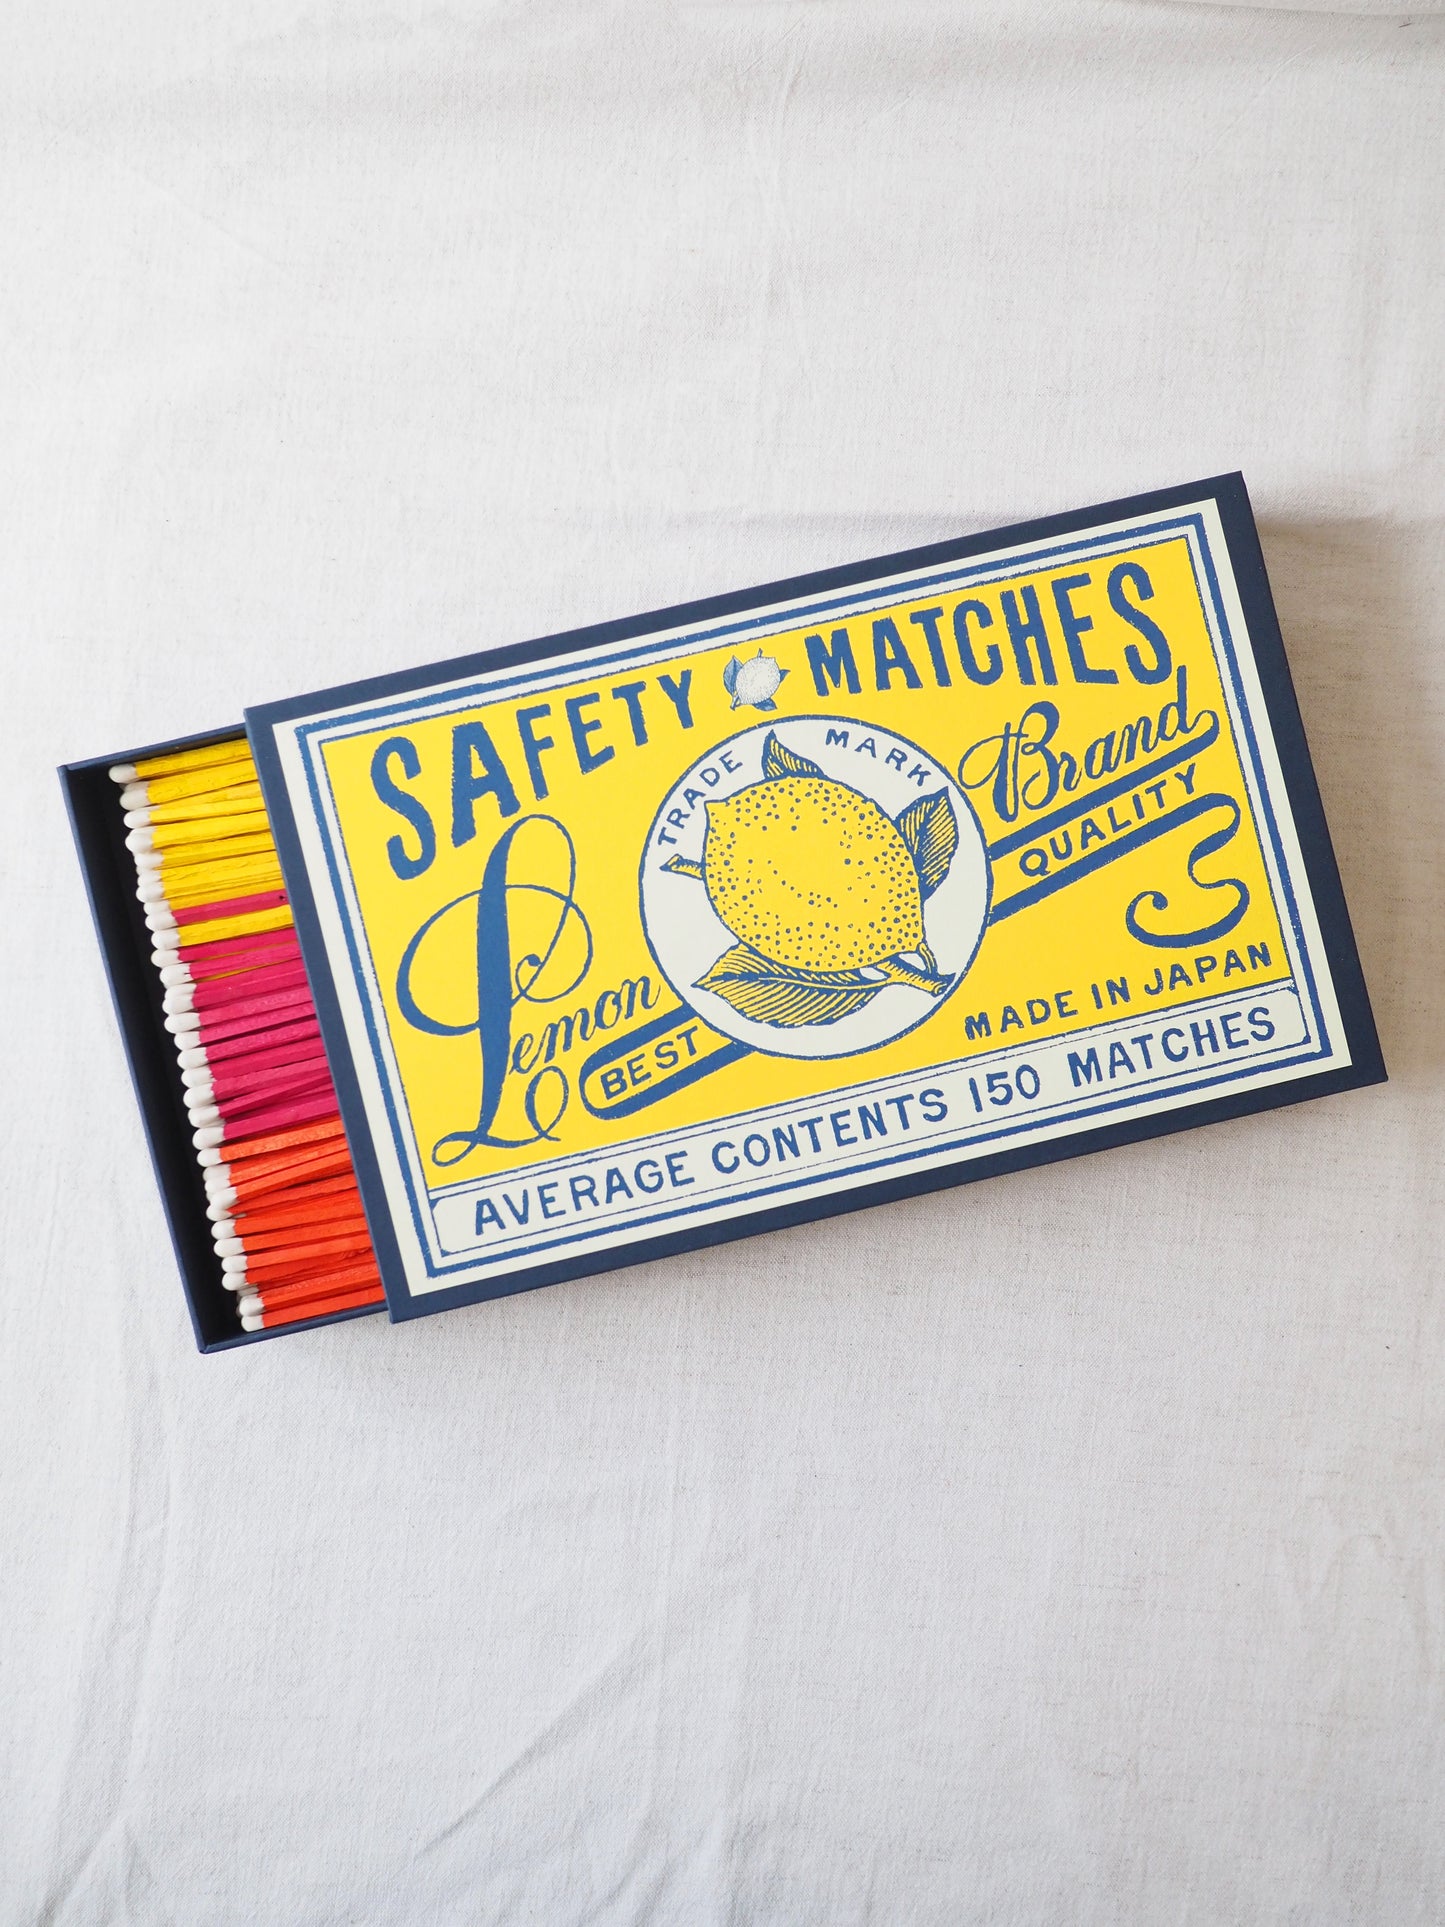 SAFETY MATCHES
TRADE MARK
Lemon Brand
BEST QUALITY
MADE IN JAPAN
AVERAGE CONTENTS 150 MATCHES